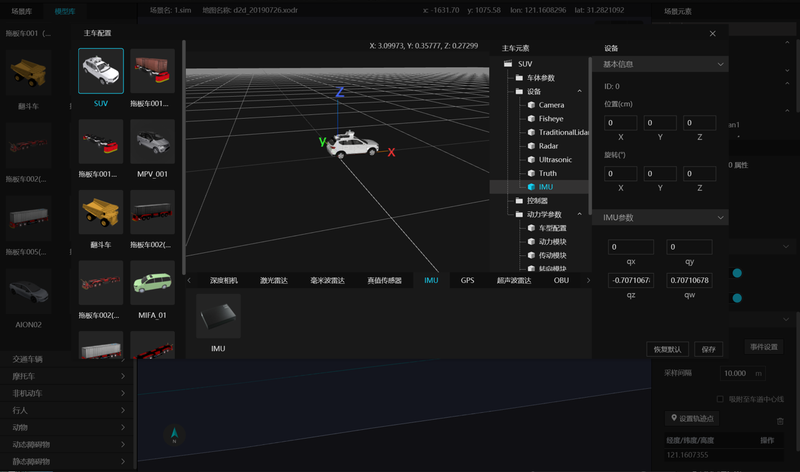 场景库 模型库 场景名: 1.sim 地图名称: d2d_20190726.xodr x: -1631.70 y: 1075.58 lon: 121.1608296 lat: 31.2821092 场景元素
拖板车001 (...
翻斗车
拖板车002(...
拖板车005(...
AION02
交通车辆
摩托车
非机动车
行人
动物
动态障碍物
静态障碍物
主车配置
SUV
拖板车001...
拖板车001...
MPV_001
翻斗车
拖板车002...
拖板车002(...
MIFA_01
X: 3.09973, Y: 0.35777, Z: 0.27299
Z
y
X
深度相机 激光雷达 毫米波雷达 真值传感器 IMU GPS 超声波雷达 OBU
IMU
主车元素
SUV
车体参数
设备
Camera
Fisheye
TraditionalLidar
Radar
Ultrasonic
Truth
IMU
控制器
动力学参数
车型配置
动力模块
传动模块
转向模块
设备
基本信息
ID: 0
位置(cm)
0 0 0
X Y Z
旋转(°)
0 0 0
X Y Z
IMU参数
0 0
qx qy
-0.7071067 0.70710678
qz qw
恢复默认 保存
an1
0 属性
事件设置
采样间隔 10.000 m
吸附至车道中心线
设置轨迹点
经度/纬度/高度 操作
121.1607355
N